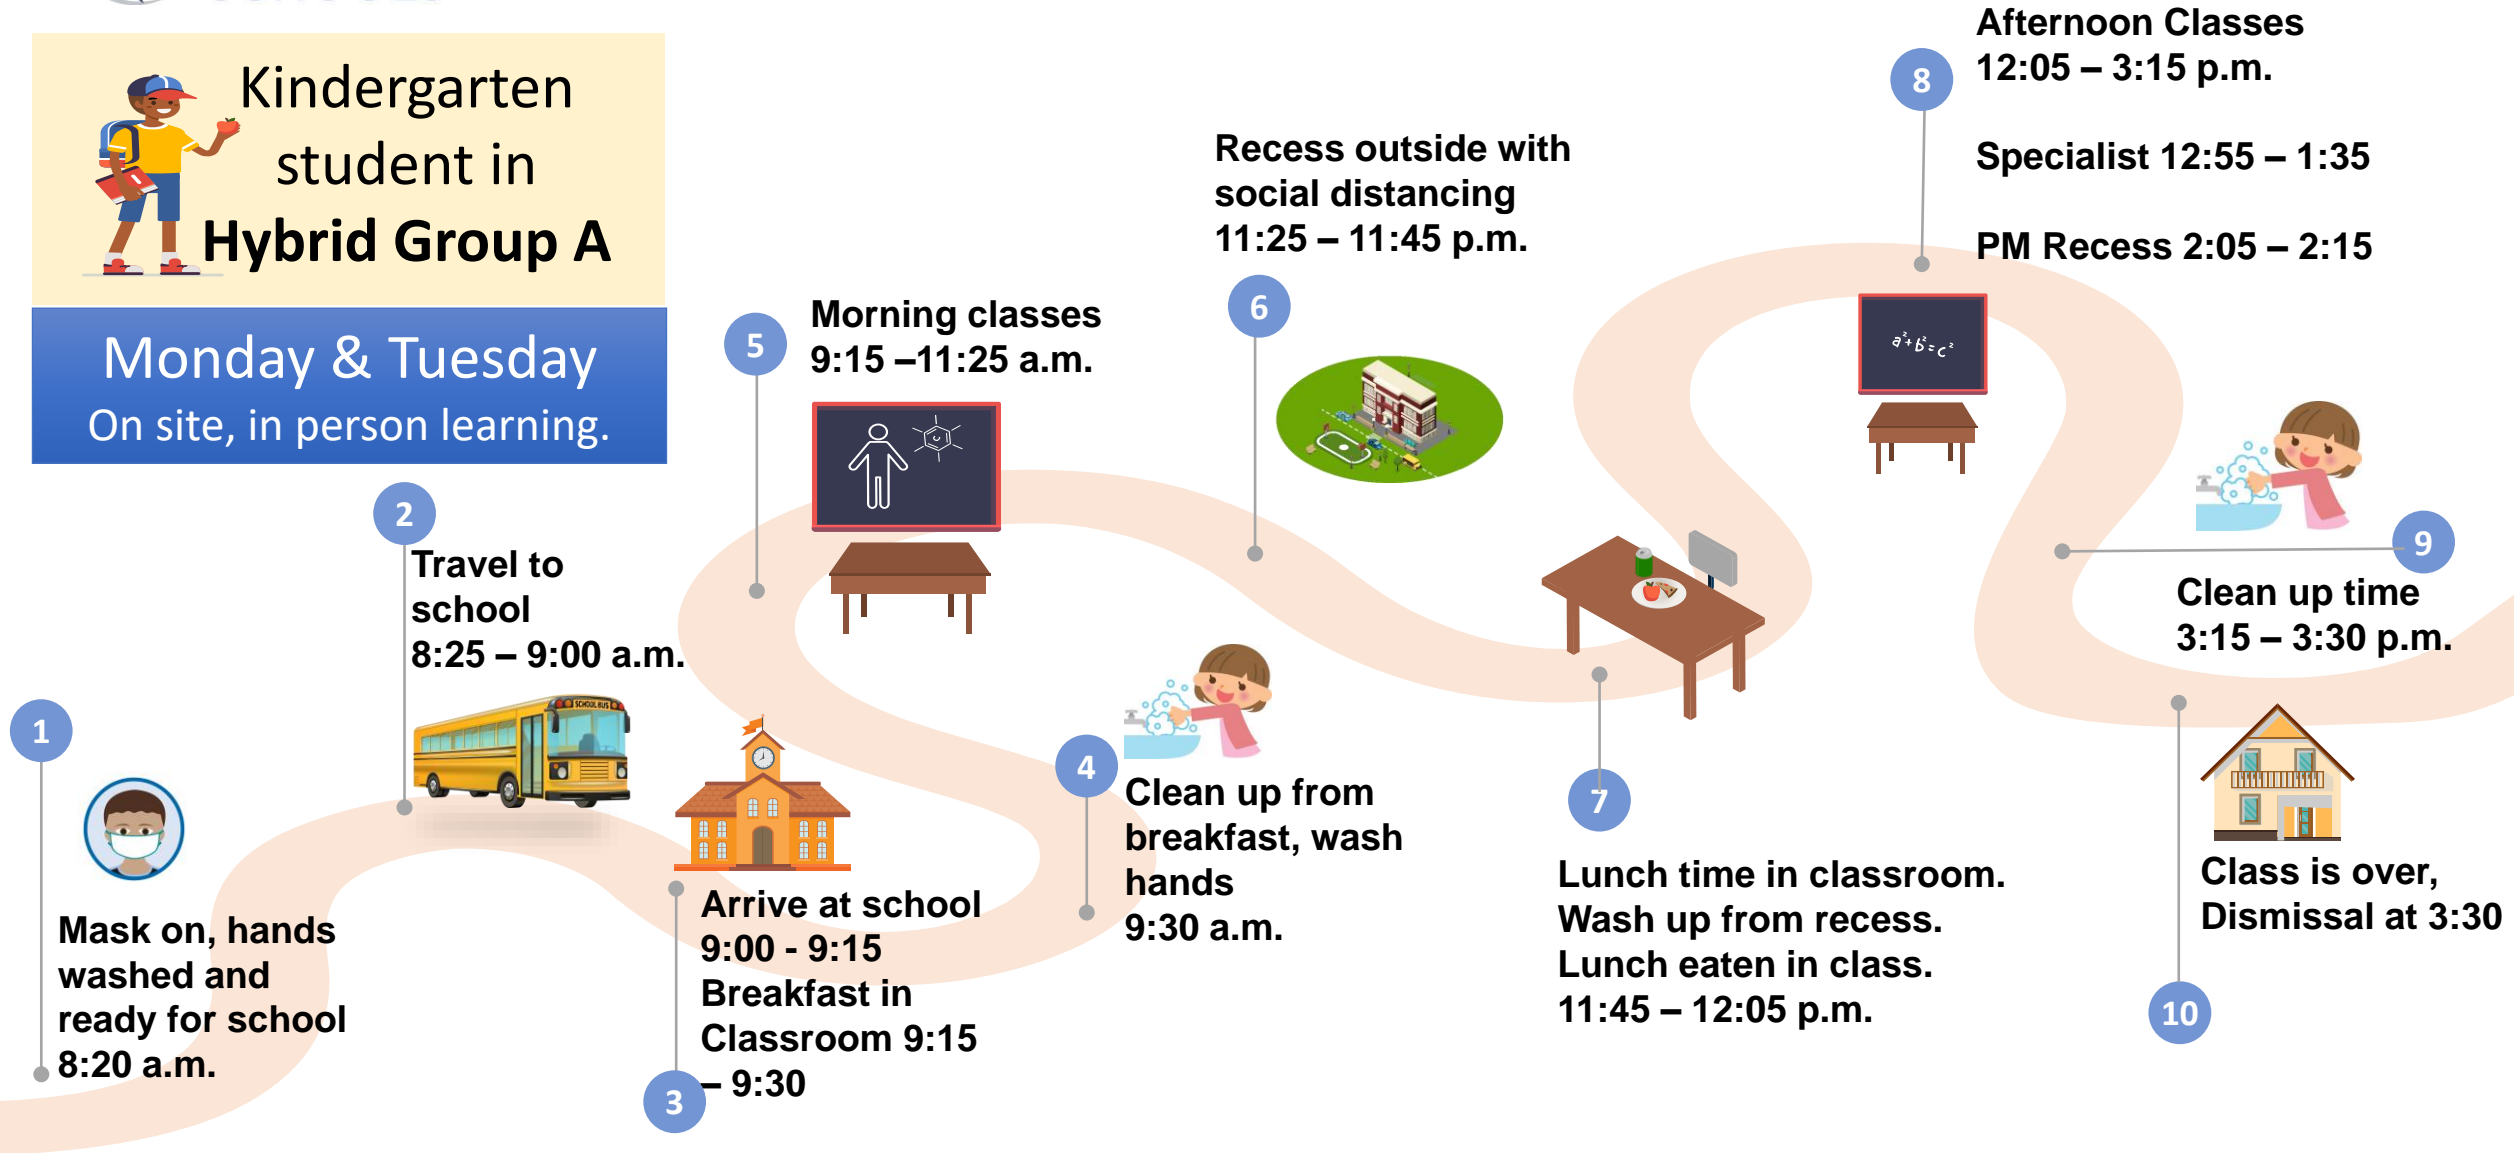 Kindergarten
student in
Hybrid Group A
Monday & Tuesday
On site, in person learning.
1
Mask on, hands
washed and
ready for school
8:20 a.m.
2
Travel to
school
8:25 – 9:00 a.m.
SCHOOL BUS
3
Arrive at school
9:00 - 9:15
Breakfast in
Classroom 9:15
– 9:30
4
Clean up from
breakfast, wash
hands
9:30 a.m.
5
Morning classes
9:15 –11:25 a.m.
6
Recess outside with
social distancing
11:25 – 11:45 p.m.
7
Lunch time in classroom.
Wash up from recess.
Lunch eaten in class.
11:45 – 12:05 p.m.
8
Afternoon Classes
12:05 – 3:15 p.m.
Specialist 12:55 – 1:35
PM Recess 2:05 – 2:15
a²+b²=c²
9
Clean up time
3:15 – 3:30 p.m.
10
Class is over,
Dismissal at 3:30